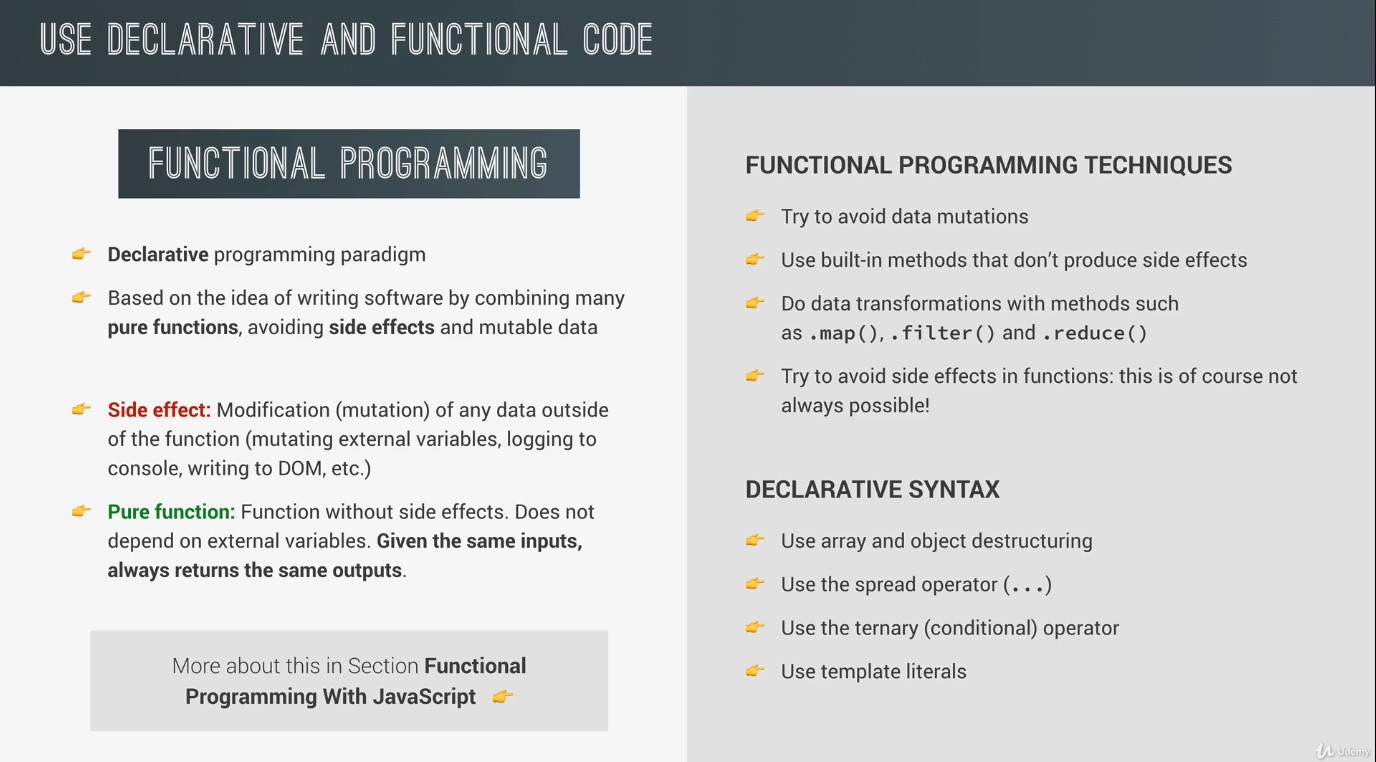 USE DECLARATIVE AND FUNCTIONAL CODE
FUNCTIONAL PROGRAMMING
👉 Declarative programming paradigm
👉 Based on the idea of writing software by combining many
pure functions, avoiding side effects and mutable data
👉 Side effect: Modification (mutation) of any data outside
of the function (mutating external variables, logging to
console, writing to DOM, etc.)
👉 Pure function: Function without side effects. Does not
depend on external variables. Given the same inputs,
always returns the same outputs.
More about this in Section Functional
Programming With JavaScript 👉
FUNCTIONAL PROGRAMMING TECHNIQUES
👉 Try to avoid data mutations
👉 Use built-in methods that don’t produce side effects
👉 Do data transformations with methods such
as .map(), .filter() and .reduce()
👉 Try to avoid side effects in functions: this is of course not
always possible!
DECLARATIVE SYNTAX
👉 Use array and object destructuring
👉 Use the spread operator (...)
👉 Use the ternary (conditional) operator
👉 Use template literals
Udemy